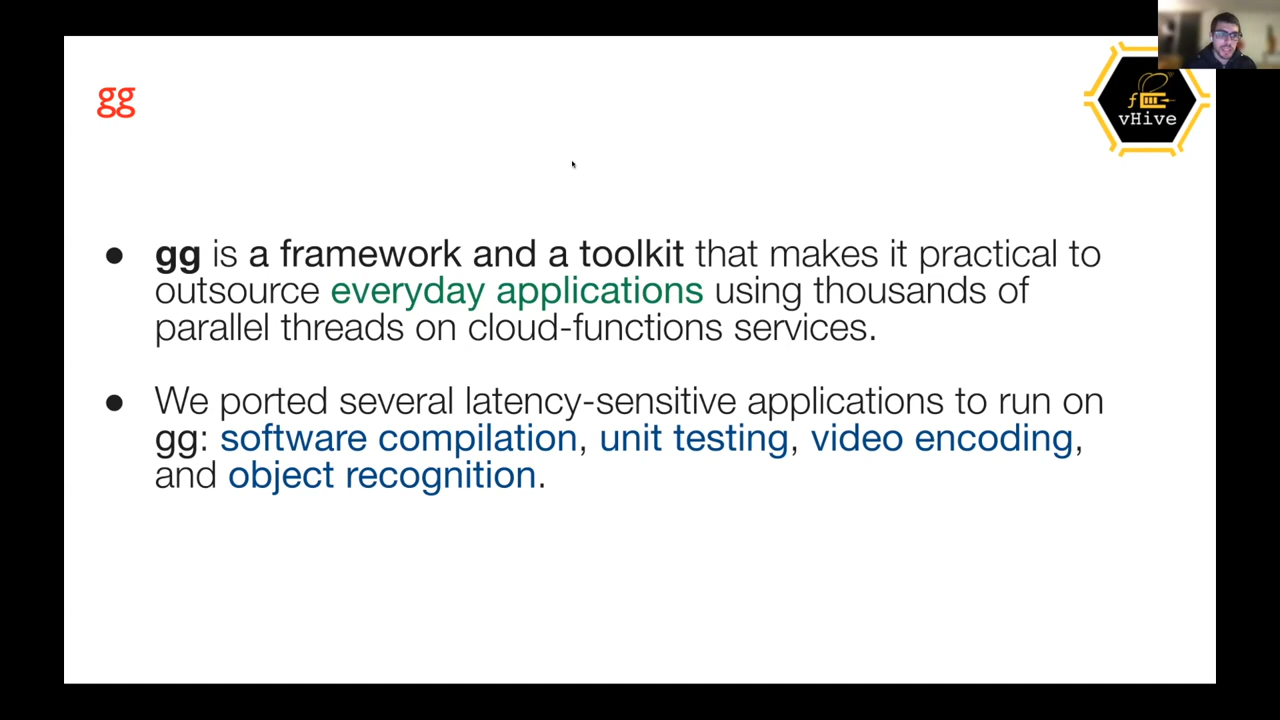 gg
f
vHive
● gg is a framework and a toolkit that makes it practical to
outsource everyday applications using thousands of
parallel threads on cloud-functions services.
● We ported several latency-sensitive applications to run on
gg: software compilation, unit testing, video encoding,
and object recognition.